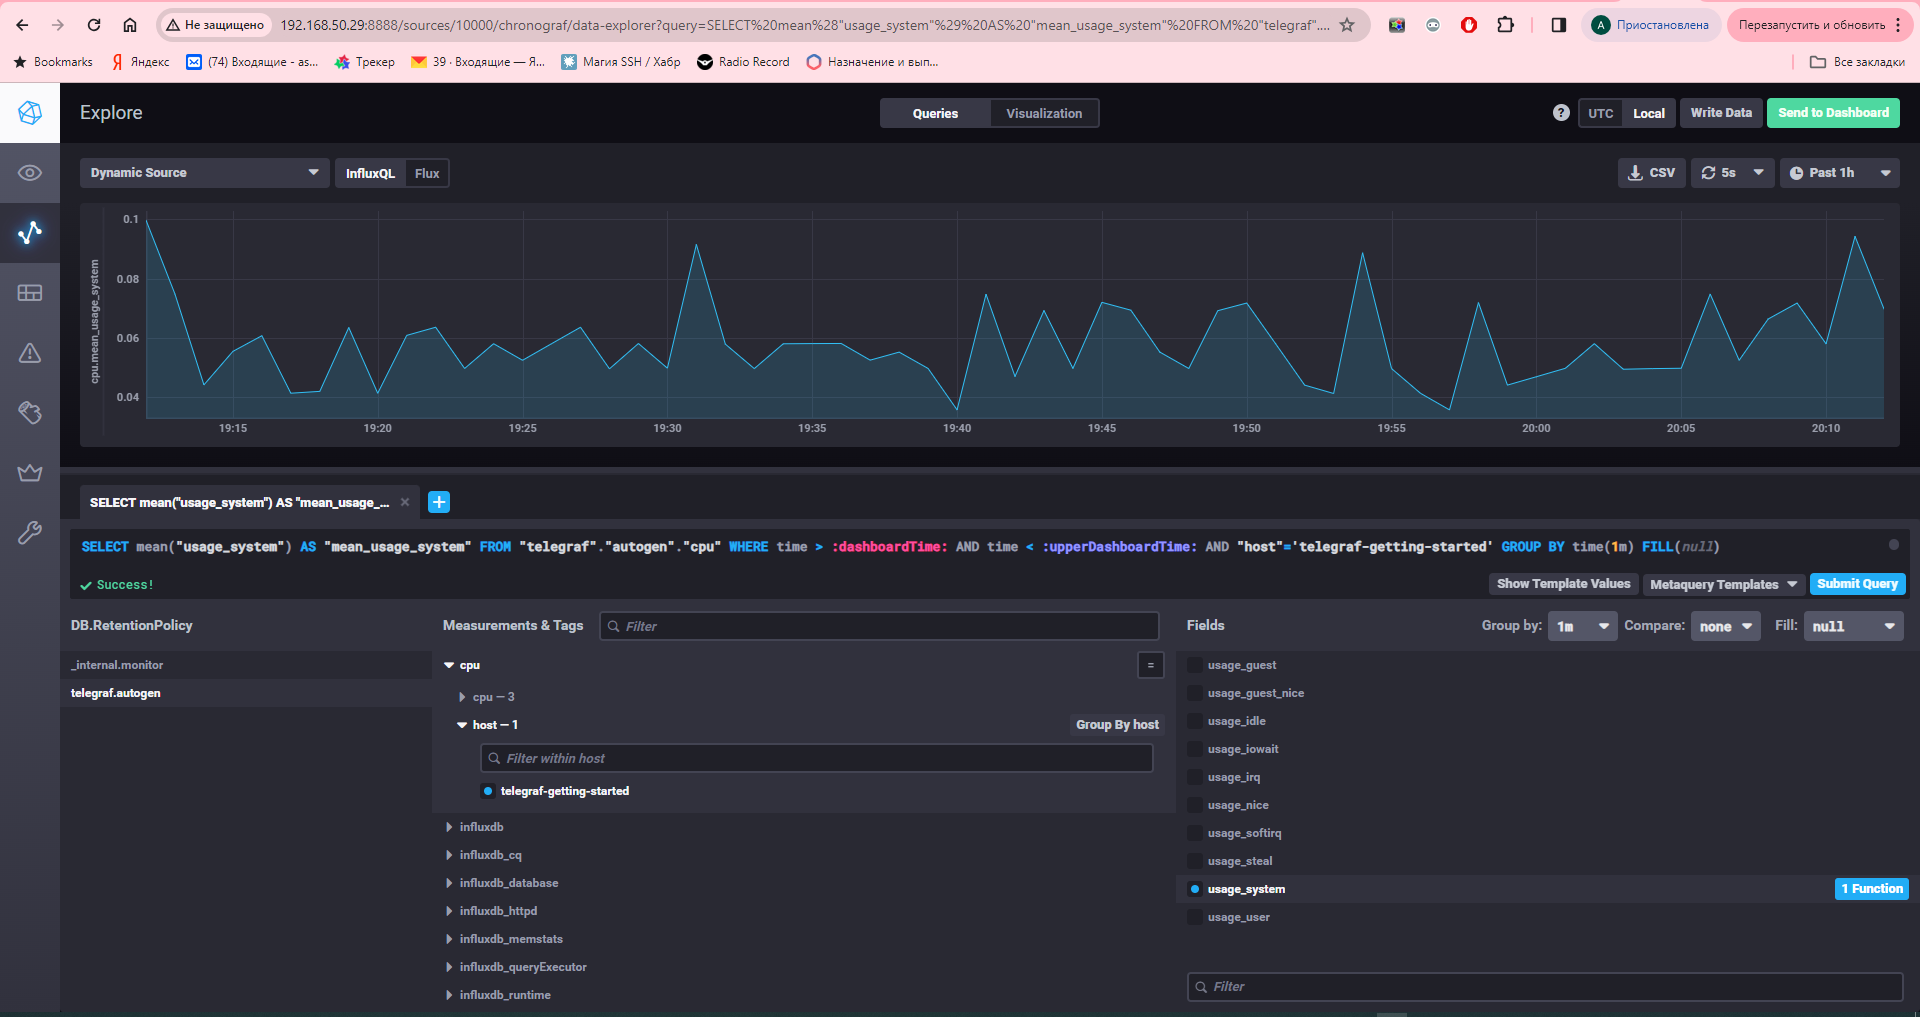 Не защищено
192.168.50.29:8888/sources/10000/chronograf/data-explorer?query=SELECT%20mean%28"usage_system"%29%20AS%20"mean_usage_system"%20FROM%20"telegraf"....
A Приостановлена
Перезапустить и обновить
Bookmarks
Яндекс
(74) Входящие - as...
Трекер
39 · Входящие — Я...
Магия SSH / Хабр
Radio Record
Назначение и вып...
Все закладки
Explore
Queries
Visualization
?
UTC
Local
Write Data
Send to Dashboard
Dynamic Source
InfluxQL
Flux
CSV
5s
Past 1h
cpu.mean_usage_system
0.1
0.08
0.06
0.04
19:15 19:20 19:25 19:30 19:35 19:40 19:45 19:50 19:55 20:00 20:05 20:10
SELECT mean("usage_system") AS "mean_usage_...
SELECT mean("usage_system") AS "mean_usage_system" FROM "telegraf"."autogen"."cpu" WHERE time > :dashboardTime: AND time < :upperDashboardTime: AND "host"='telegraf-getting-started' GROUP BY time(1m) FILL(null)
Success!
Show Template Values
Metaquery Templates
Submit Query
DB.RetentionPolicy
_internal.monitor
telegraf.autogen
Measurements & Tags
Filter
cpu
=
cpu — 3
host — 1
Group By host
Filter within host
telegraf-getting-started
influxdb
influxdb_cq
influxdb_database
influxdb_httpd
influxdb_memstats
influxdb_queryExecutor
influxdb_runtime
Fields
Group by: 1m
Compare: none
Fill: null
usage_guest
usage_guest_nice
usage_idle
usage_iowait
usage_irq
usage_nice
usage_softirq
usage_steal
usage_system
1 Function
usage_user
Filter